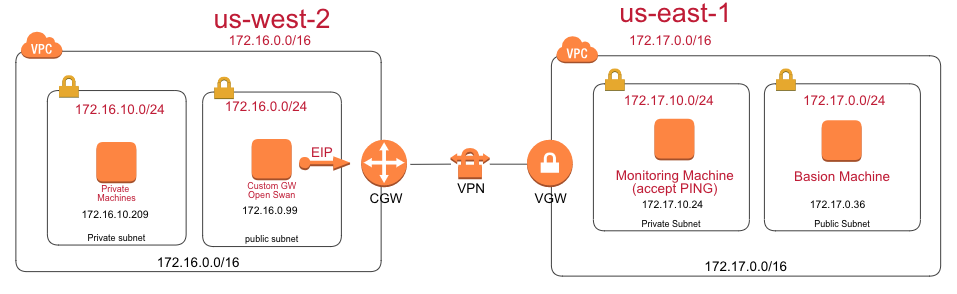 us-west-2
172.16.0.0/16
VPC
172.16.10.0/24
Private
Machines
172.16.10.209
Private subnet
172.16.0.0/24
Custom GW
Open Swan
172.16.0.99
public subnet
EIP
172.16.0.0/16
CGW
VPN
VGW
us-east-1
172.17.0.0/16
VPC
172.17.10.0/24
Monitoring Machine
(accept PING)
172.17.10.24
Private Subnet
172.17.0.0/24
Basion Machine
172.17.0.36
Public Subnet
172.17.0.0/16